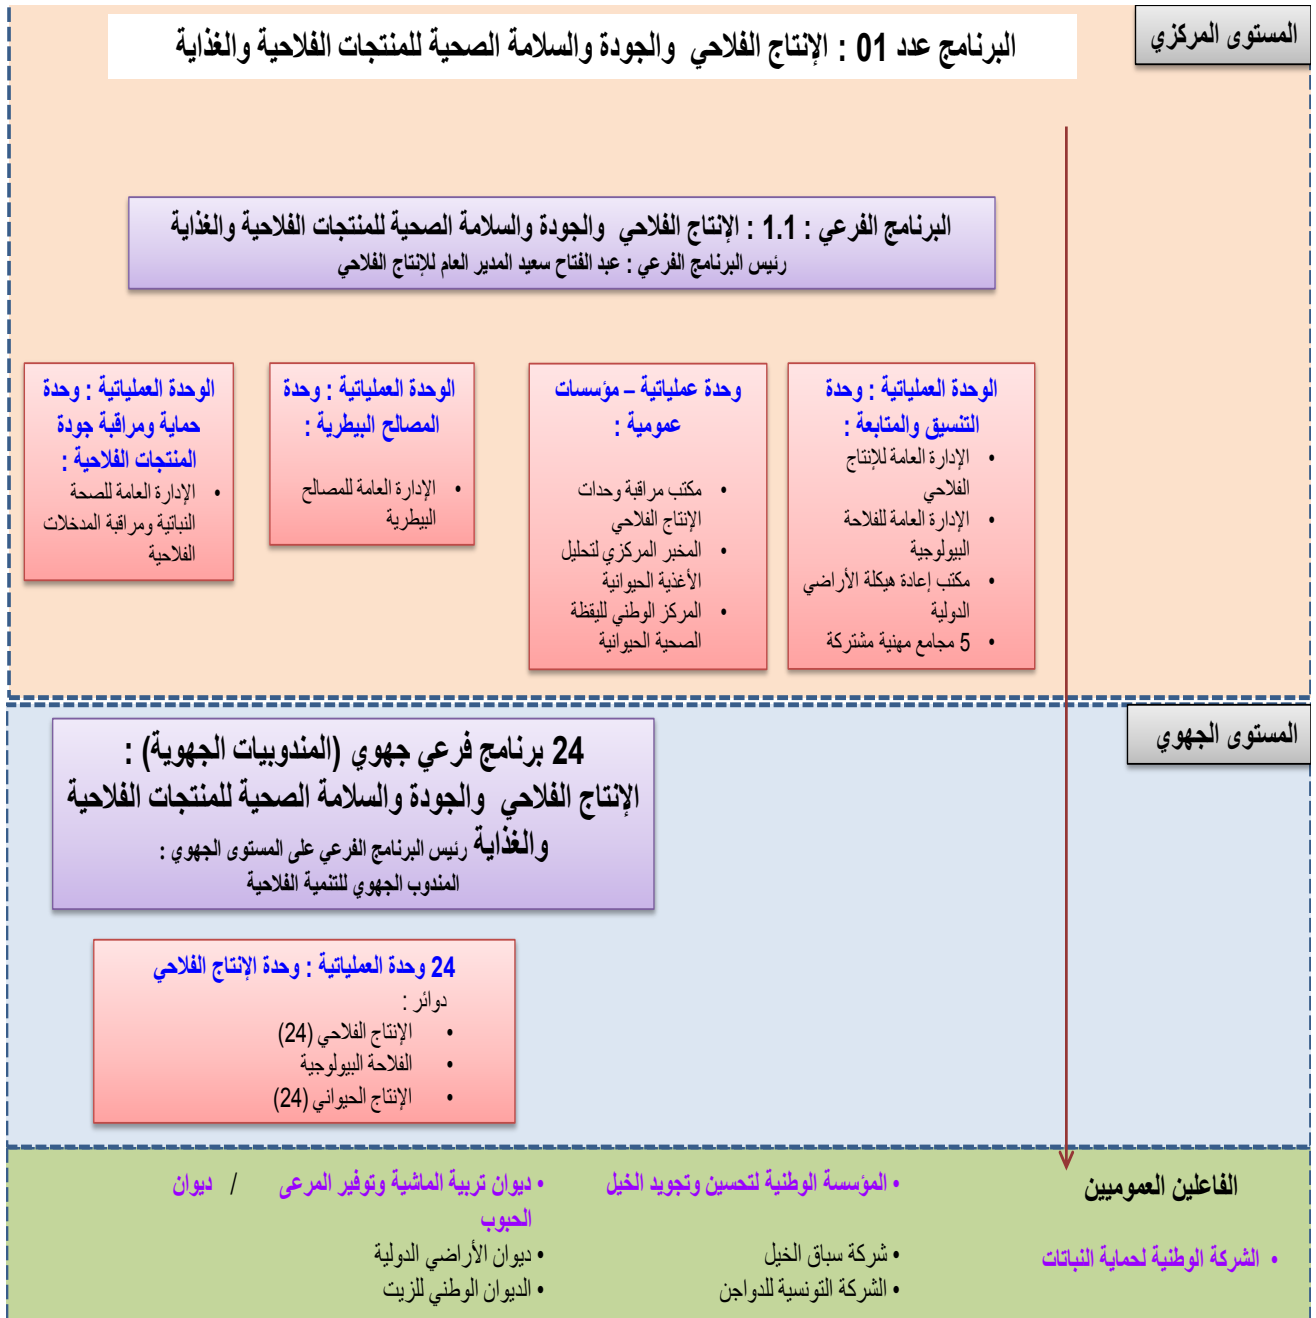 المستوى المركزي
البرنامج عدد 01 : الإنتاج الفلاحي والجودة والسلامة الصحية للمنتجات الفلاحية والغذاية
البرنامج الفرعي : 1.1 : الإنتاج الفلاحي والجودة والسلامة الصحية للمنتجات الفلاحية والغذاية
رئيس البرنامج الفرعي : عبد الفتاح سعيد المدير العام للإنتاج الفلاحي
الوحدة العملياتية : وحدة
التنسيق والمتابعة :
• الإدارة العامة للإنتاج
الفلاحي
• الإدارة العامة للفلاحة
البيولوجية
• مكتب إعادة هيكلة الأراضي
الدولية
• 5 مجامع مهنية مشتركة
وحدة عملياتية – مؤسسات
عمومية :
• مكتب مراقبة وحدات
الإنتاج الفلاحي
• المخبر المركزي لتحليل
الأغذية الحيوانية
• المركز الوطني لليقظة
الصحية الحيوانية
الوحدة العملياتية : وحدة
المصالح البيطرية :
• الإدارة العامة للمصالح
البيطرية
الوحدة العملياتية : وحدة
حماية ومراقبة جودة
المنتجات الفلاحية :
• الإدارة العامة للصحة
النباتية ومراقبة المدخلات
الفلاحية
المستوى الجهوي
24 برنامج فرعي جهوي (المندوبيات الجهوية) :
الإنتاج الفلاحي والجودة والسلامة الصحية للمنتجات الفلاحية
والغذاية رئيس البرنامج الفرعي على المستوى الجهوي :
المندوب الجهوي للتنمية الفلاحية
24 وحدة العملياتية : وحدة الإنتاج الفلاحي
دوائر :
• الإنتاج الفلاحي (24)
• الفلاحة البيولوجية
• الإنتاج الحيواني (24)
الفاعلين العموميين
• الشركة الوطنية لحماية النباتات
• المؤسسة الوطنية لتحسين وتجويد الخيل
• شركة سباق الخيل
• الشركة التونسية للدواجن
• ديوان تربية الماشية وتوفير المرعى / ديوان
الحبوب
• ديوان الأراضي الدولية
• الديوان الوطني للزيت